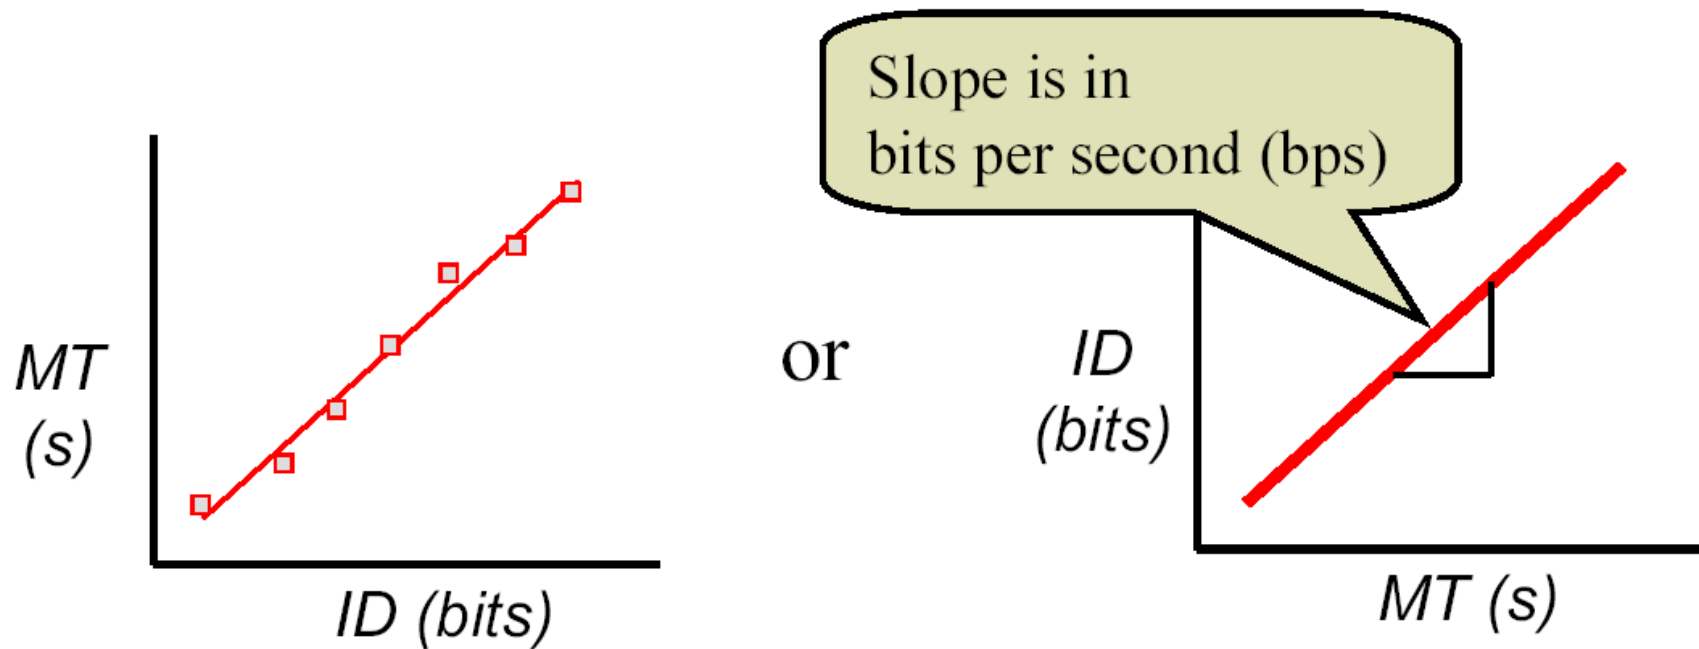 MT
(s)
ID (bits)
or
Slope is in
bits per second (bps)
ID
(bits)
MT (s)